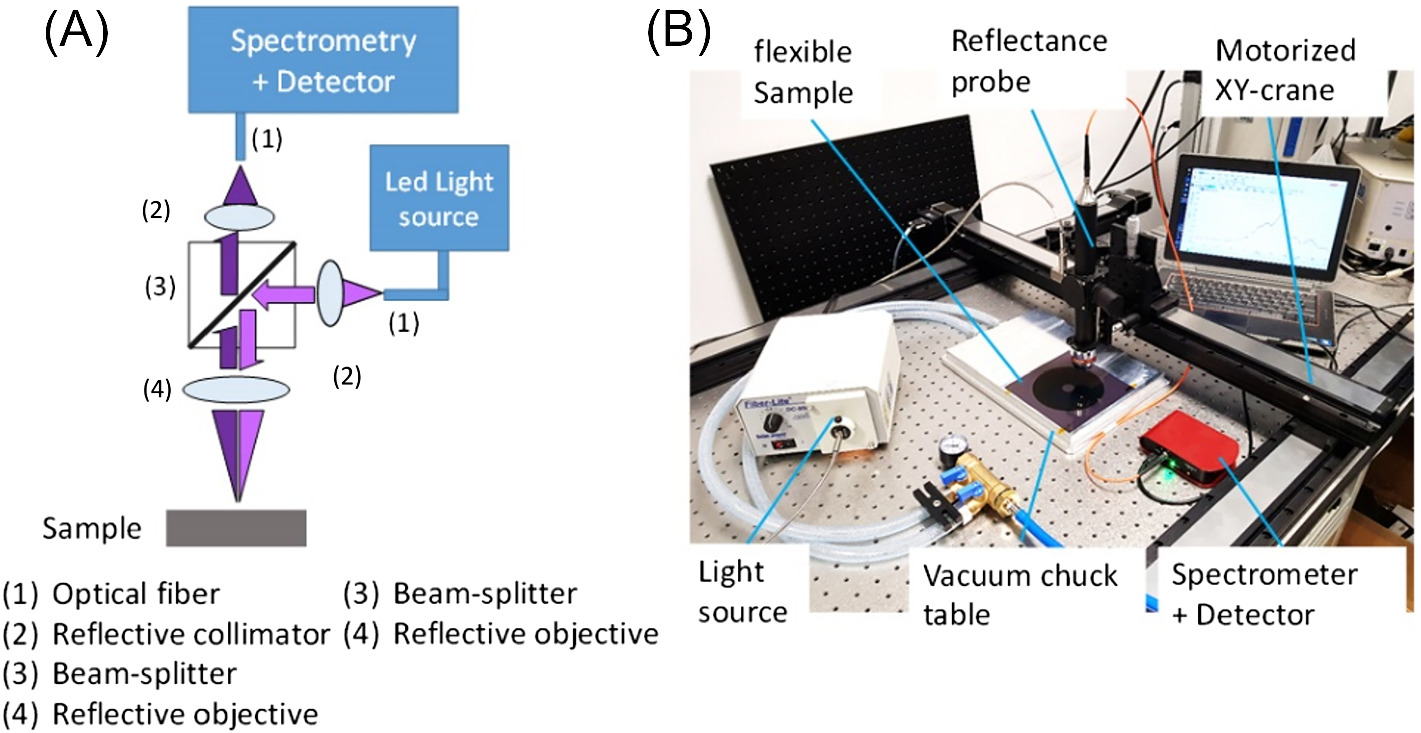 (A)
Spectrometry
+ Detector
(1)
Led Light
source
(2)
(3)
(1)
(2)
(4)
Sample
(1) Optical fiber
(2) Reflective collimator
(3) Beam-splitter
(4) Reflective objective
(3) Beam-splitter
(4) Reflective objective
(B)
flexible
Sample
Reflectance
probe
Motorized
XY-crane
Fiber-Lite
Light
source
Vacuum chuck
table
Spectrometer
+ Detector